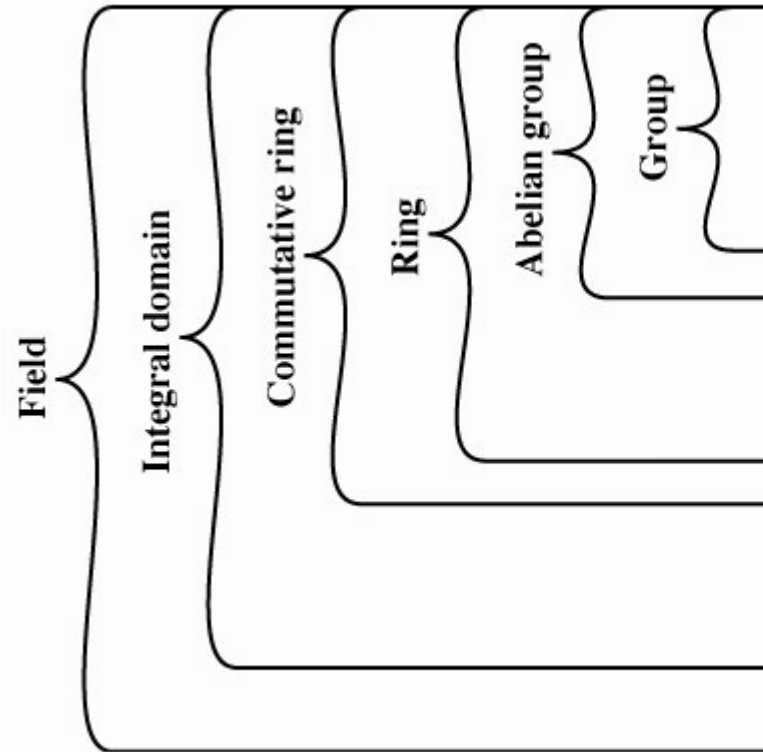 Field
Integral domain
Commutative ring
Ring
Abelian group
Group